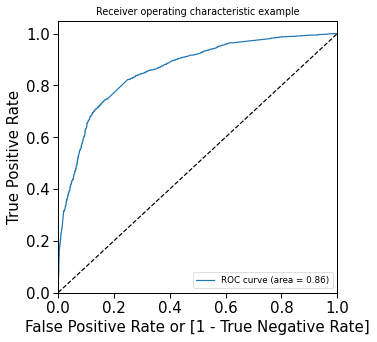 Receiver operating characteristic example
1.0
0.8
0.6
0.4
0.2
0.0
True Positive Rate
ROC curve (area = 0.86)
0.0 0.2 0.4 0.6 0.8 1.0
False Positive Rate or [1 - True Negative Rate]